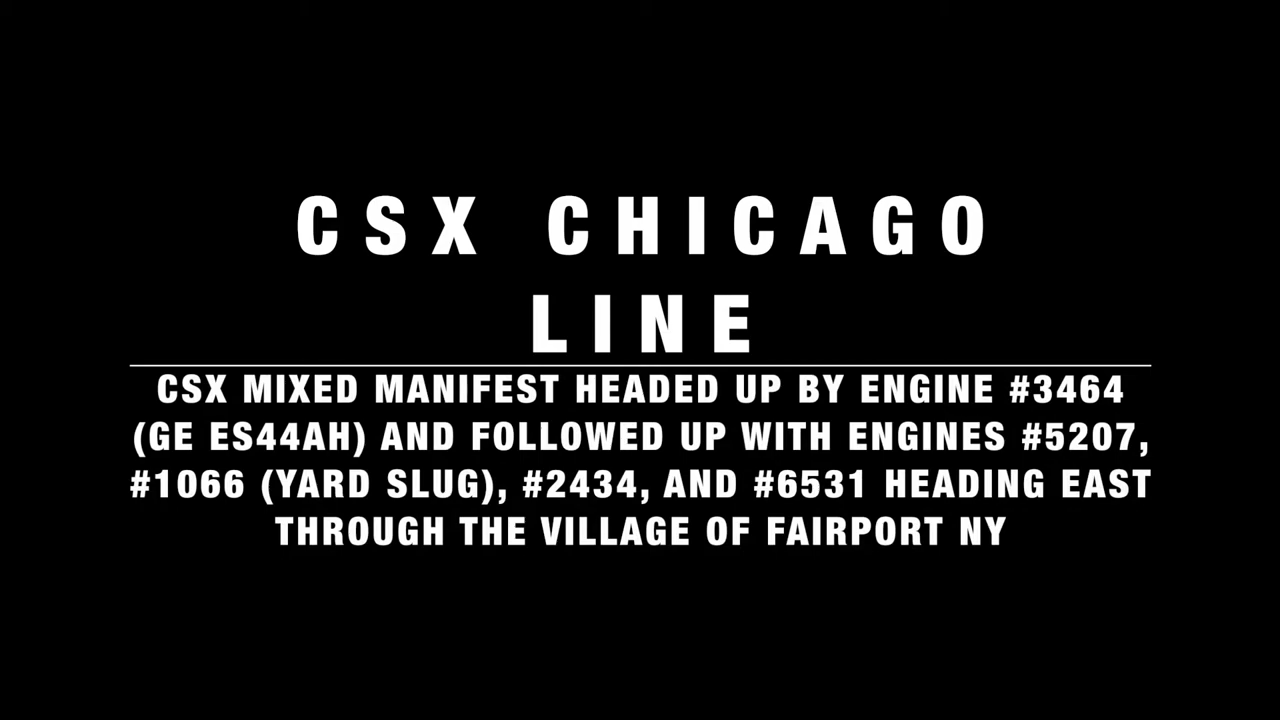 CSX CHICAGO
LINE
CSX MIXED MANIFEST HEADED UP BY ENGINE #3464
(GE ES44AH) AND FOLLOWED UP WITH ENGINES #5207,
#1066 (YARD SLUG), #2434, AND #6531 HEADING EAST
THROUGH THE VILLAGE OF FAIRPORT NY